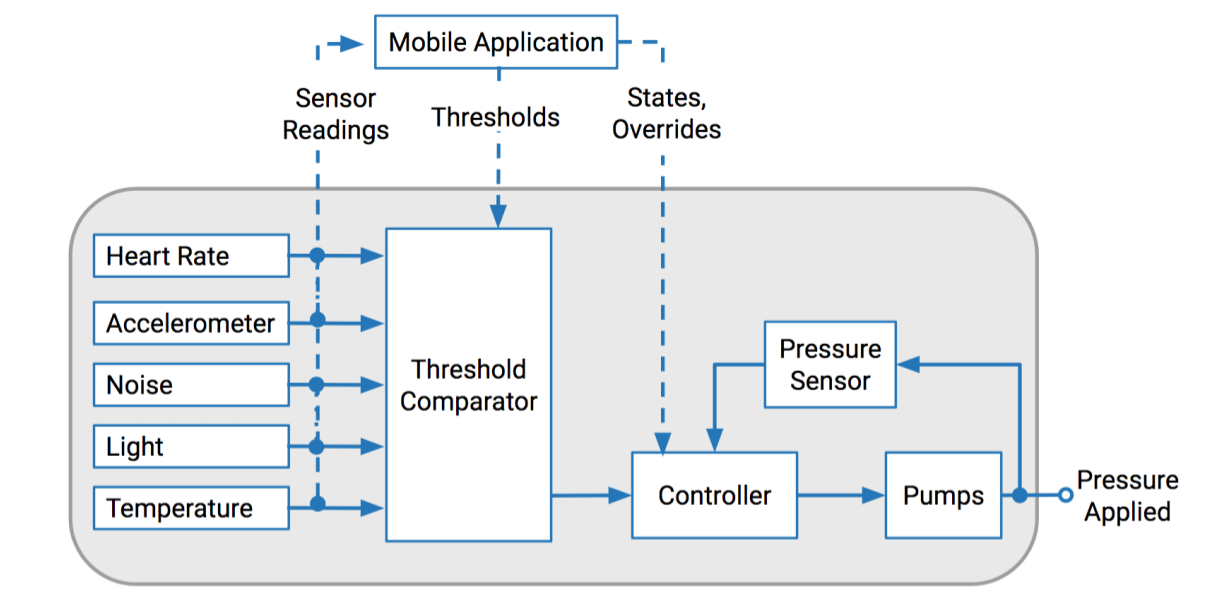 Mobile Application
Sensor
Readings
Thresholds
States,
Overrides
Heart Rate
Accelerometer
Noise
Light
Temperature
Threshold
Comparator
Pressure
Sensor
Controller
Pumps
Pressure
Applied